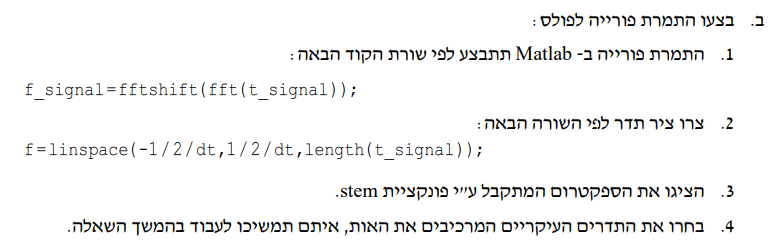 ב. בצעו התמרת פורייה לפולס:
1. התמרת פורייה ב- Matlab תתבצע לפי שורת הקוד הבאה:
f_signal=fftshift(fft(t_signal));
2. צרו ציר תדר לפי השורה הבאה:
f=linspace(-1/2/dt,1/2/dt,length(t_signal));
3. הציגו את הספקטרום המתקבל ע״י פונקציית stem.
4. בחרו את התדרים העיקריים המרכיבים את האות, איתם תמשיכו לעבוד בהמשך השאלה.